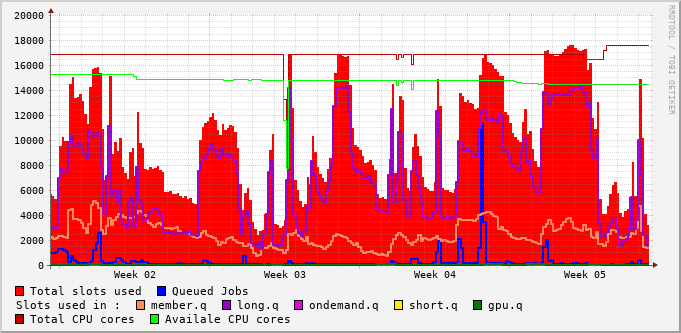 20000
18000
16000
14000
12000
10000
8000
6000
4000
2000
0
Week 02 Week 03 Week 04 Week 05
RRDTOOL / TOBI OETIKER
Total slots used Queued Jobs
Slots used in : member.q long.q ondemand.q short.q gpu.q
Total CPU cores Availale CPU cores